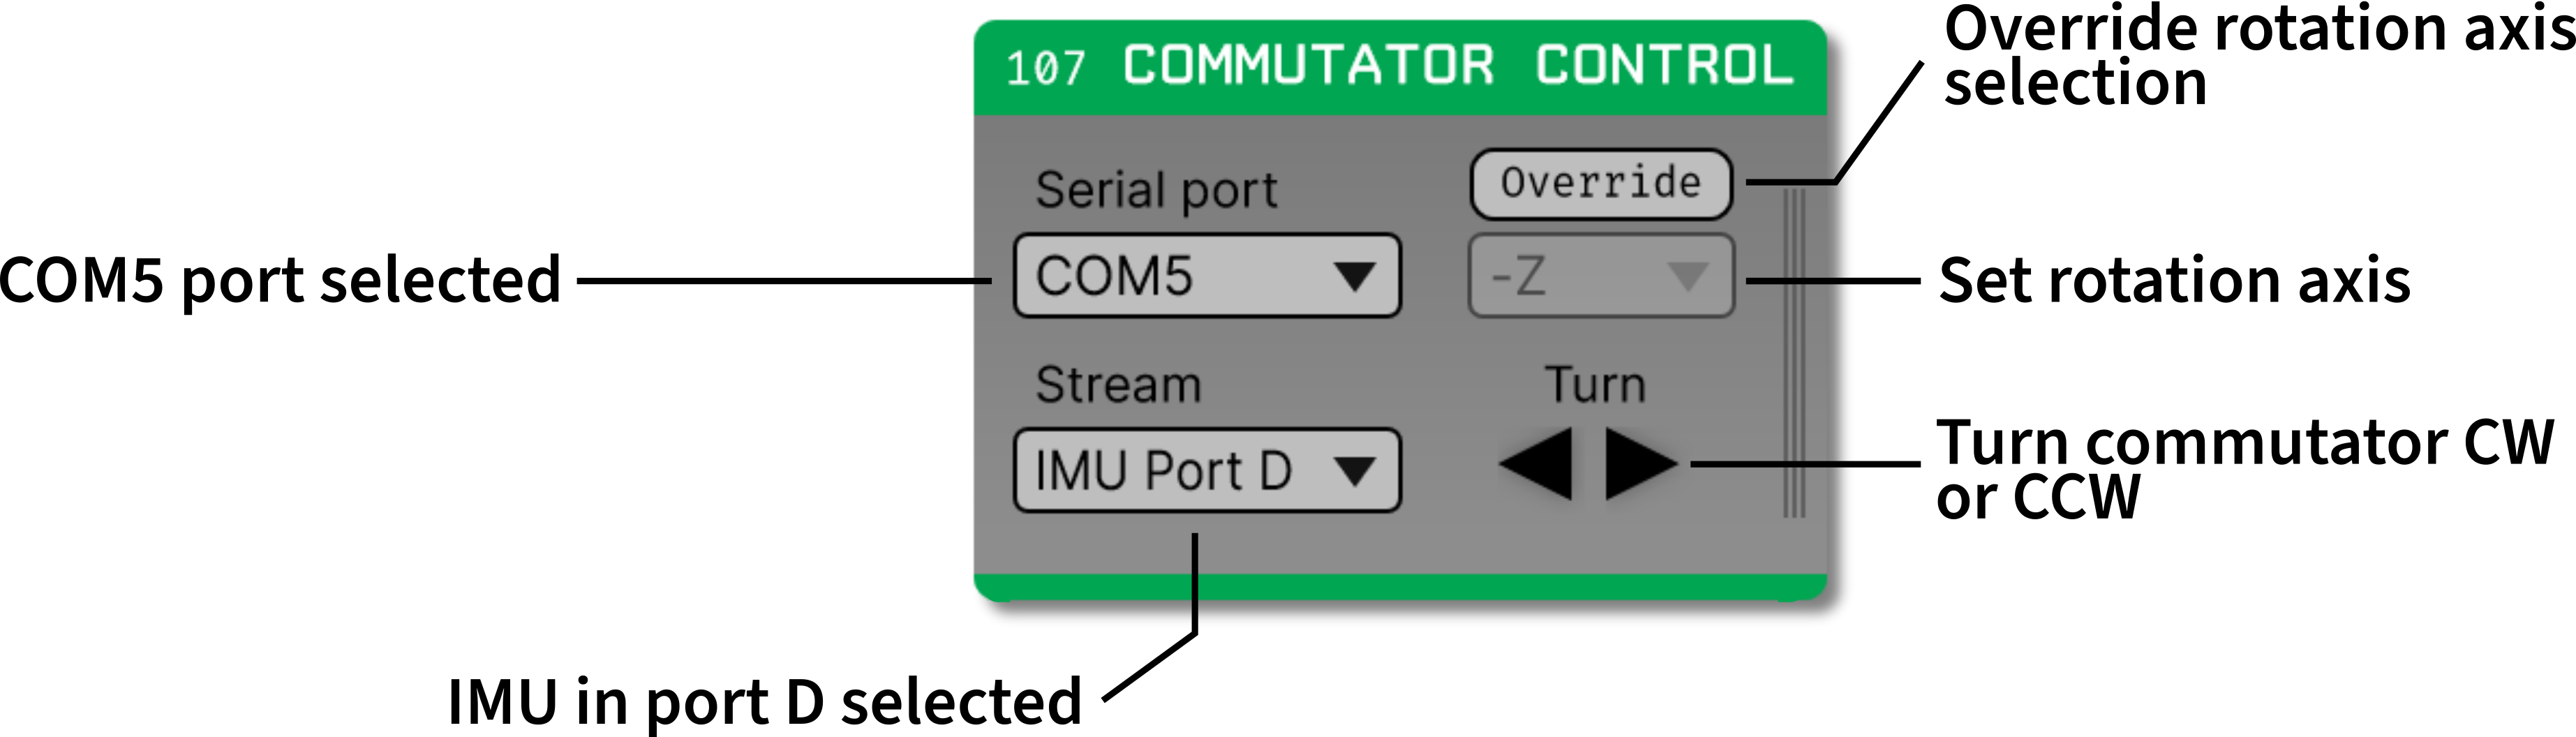 Override rotation axis
selection
107 COMMUTATOR CONTROL
Serial port
Override
COM5 port selected
COM5
-Z
Set rotation axis
Stream
Turn
IMU Port D
Turn commutator CW
or CCW
IMU in port D selected